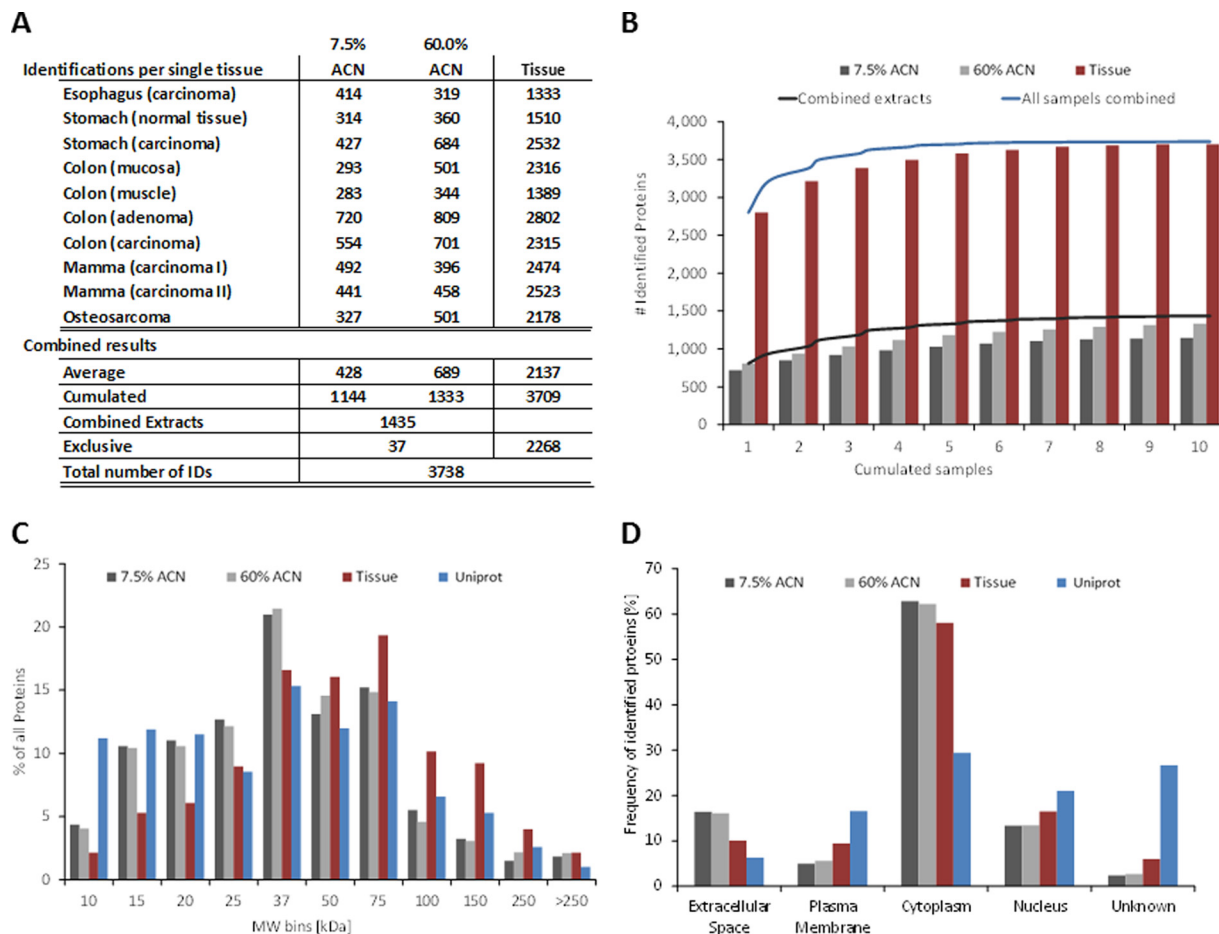 A
7.5% 60.0%
Identifications per single tissue ACN ACN Tissue
Esophagus (carcinoma) 414 319 1333
Stomach (normal tissue) 314 360 1510
Stomach (carcinoma) 427 684 2532
Colon (mucosa) 293 501 2316
Colon (muscle) 283 344 1389
Colon (adenoma) 720 809 2802
Colon (carcinoma) 554 701 2315
Mamma (carcinoma I) 492 396 2474
Mamma (carcinoma II) 441 458 2523
Osteosarcoma 327 501 2178
Combined results
Average 428 689 2137
Cumulated 1144 1333 3709
Combined Extracts 1435
Exclusive 37 2268
Total number of IDs 3738
B
7.5% ACN 60% ACN Tissue
Combined extracts All sampels combined
# Identified Proteins
4,000
3,500
3,000
2,500
2,000
1,500
1,000
500
0
1 2 3 4 5 6 7 8 9 10
Cumulated samples
C
7.5% ACN 60% ACN Tissue Uniprot
% of all Proteins
25
20
15
10
5
0
10 15 20 25 37 50 75 100 150 250 >250
MW bins [kDa]
D
7.5% ACN 60% ACN Tissue Uniprot
Frequency of identified prtoeins [%]
70
60
50
40
30
20
10
0
Extracellular Plasma Cytoplasm Nucleus Unknown
Space Membrane